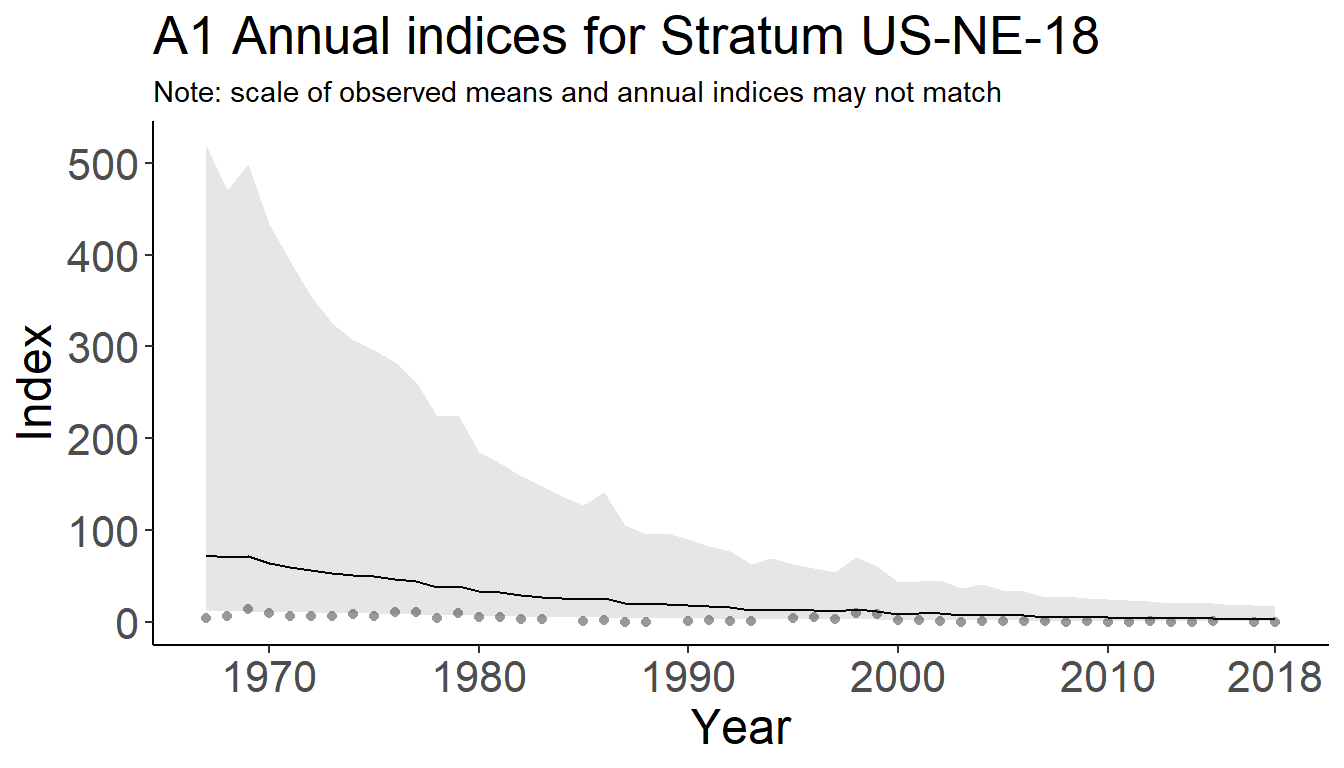 A1 Annual indices for Stratum US-NE-18
Note: scale of observed means and annual indices may not match
500
400
300
200
100
0
Index
1970 1980 1990 2000 2010 2018
Year